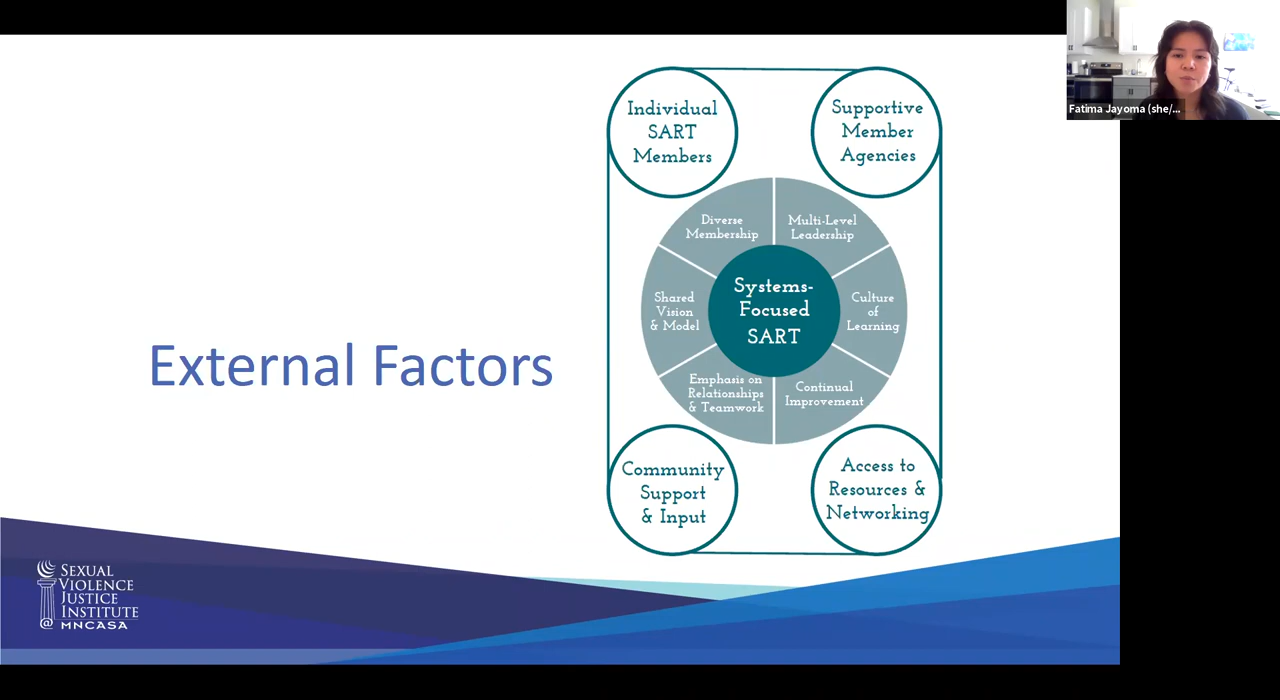 Fatima Jayoma (she/...
External Factors
Individual
SART
Members
Supportive
Member
Agencies
Diverse
Membership
Multi-Level
Leadership
Shared
Vision
& Model
Systems-
Focused
SART
Culture
of
Learning
Emphasis on
Relationships
& Teamwork
Continual
Improvement
Community
Support
& Input
Access to
Resources &
Networking
SEXUAL
VIOLENCE
JUSTICE
INSTITUTE
@ MNCASA